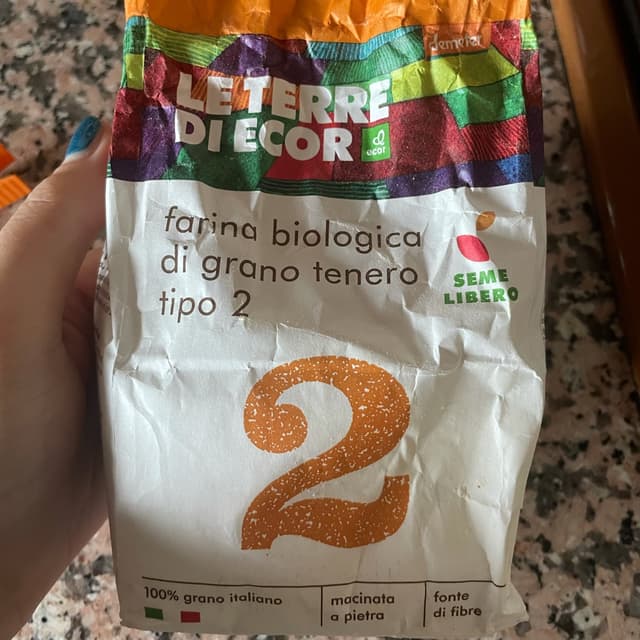 demeter
LE TERRE
DI ECOR
ecor
farina biologica
di grano tenero
tipo 2
SEME
LIBERO
2
100% grano italiano
macinata
a pietra
fonte
di fibre